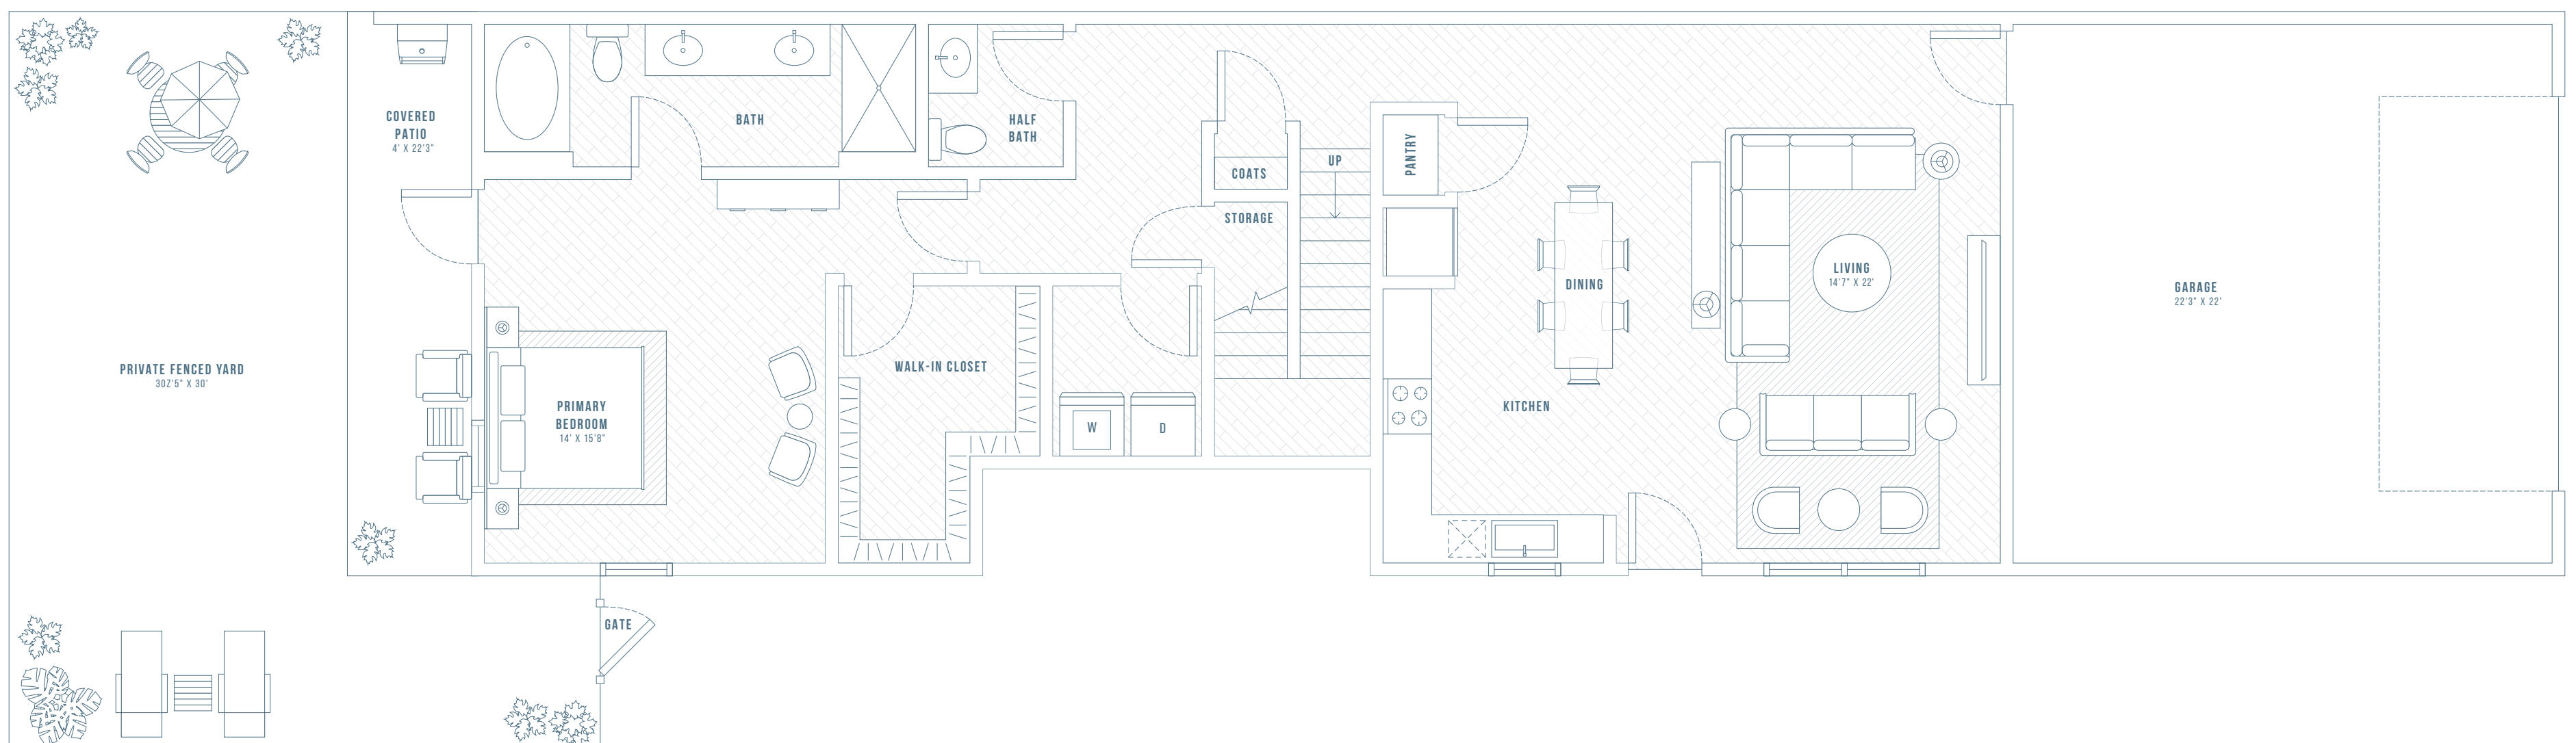 COVERED
PATIO
4' X 22'3"
BATH
HALF
BATH
COATS
UP
PANTRY
STORAGE
DINING
LIVING
14'7" X 22'
GARAGE
22'3" X 22'
PRIVATE FENCED YARD
30Z'5" X 30'
WALK-IN CLOSET
PRIMARY
BEDROOM
14' X 15'8"
W
D
KITCHEN
GATE